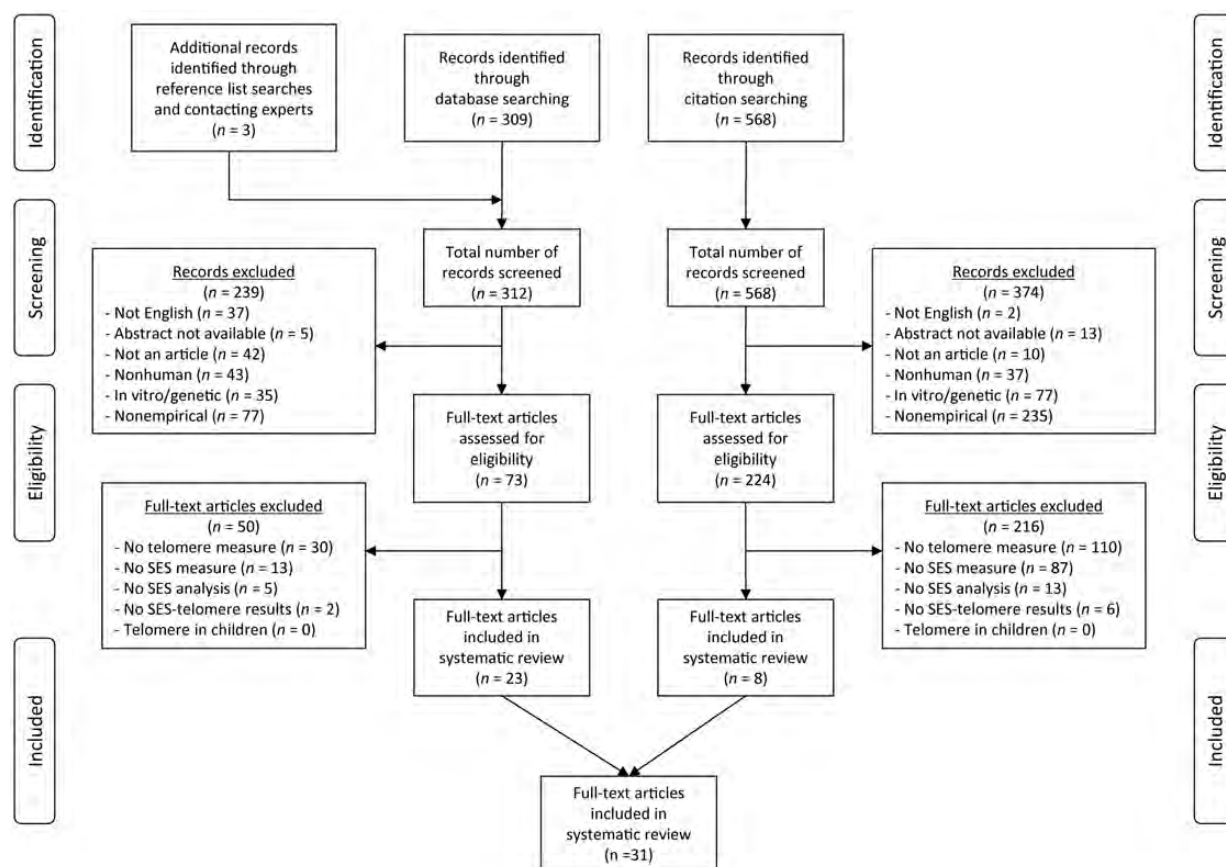 Identification
Additional records
identified through
reference list searches
and contacting experts
(n = 3)
Records identified
through
database searching
(n = 309)
Records identified
through
citation searching
(n = 568)
Identification
Screening
Total number of
records screened
(n = 312)
Total number of
records screened
(n = 568)
Screening
Records excluded
(n = 239)
- Not English (n = 37)
- Abstract not available (n = 5)
- Not an article (n = 42)
- Nonhuman (n = 43)
- In vitro/genetic (n = 35)
- Nonempirical (n = 77)
Records excluded
(n = 374)
- Not English (n = 2)
- Abstract not available (n = 13)
- Not an article (n = 10)
- Nonhuman (n = 37)
- In vitro/genetic (n = 77)
- Nonempirical (n = 235)
Eligibility
Full-text articles
assessed for
eligibility
(n = 73)
Full-text articles
assessed for
eligibility
(n = 224)
Eligibility
Full-text articles excluded
(n = 50)
- No telomere measure (n = 30)
- No SES measure (n = 13)
- No SES analysis (n = 5)
- No SES-telomere results (n = 2)
- Telomere in children (n = 0)
Full-text articles excluded
(n = 216)
- No telomere measure (n = 110)
- No SES measure (n = 87)
- No SES analysis (n = 13)
- No SES-telomere results (n = 6)
- Telomere in children (n = 0)
Included
Full-text articles
included in
systematic review
(n = 23)
Full-text articles
included in
systematic review
(n = 8)
Included
Full-text articles
included in
systematic review
(n =31)